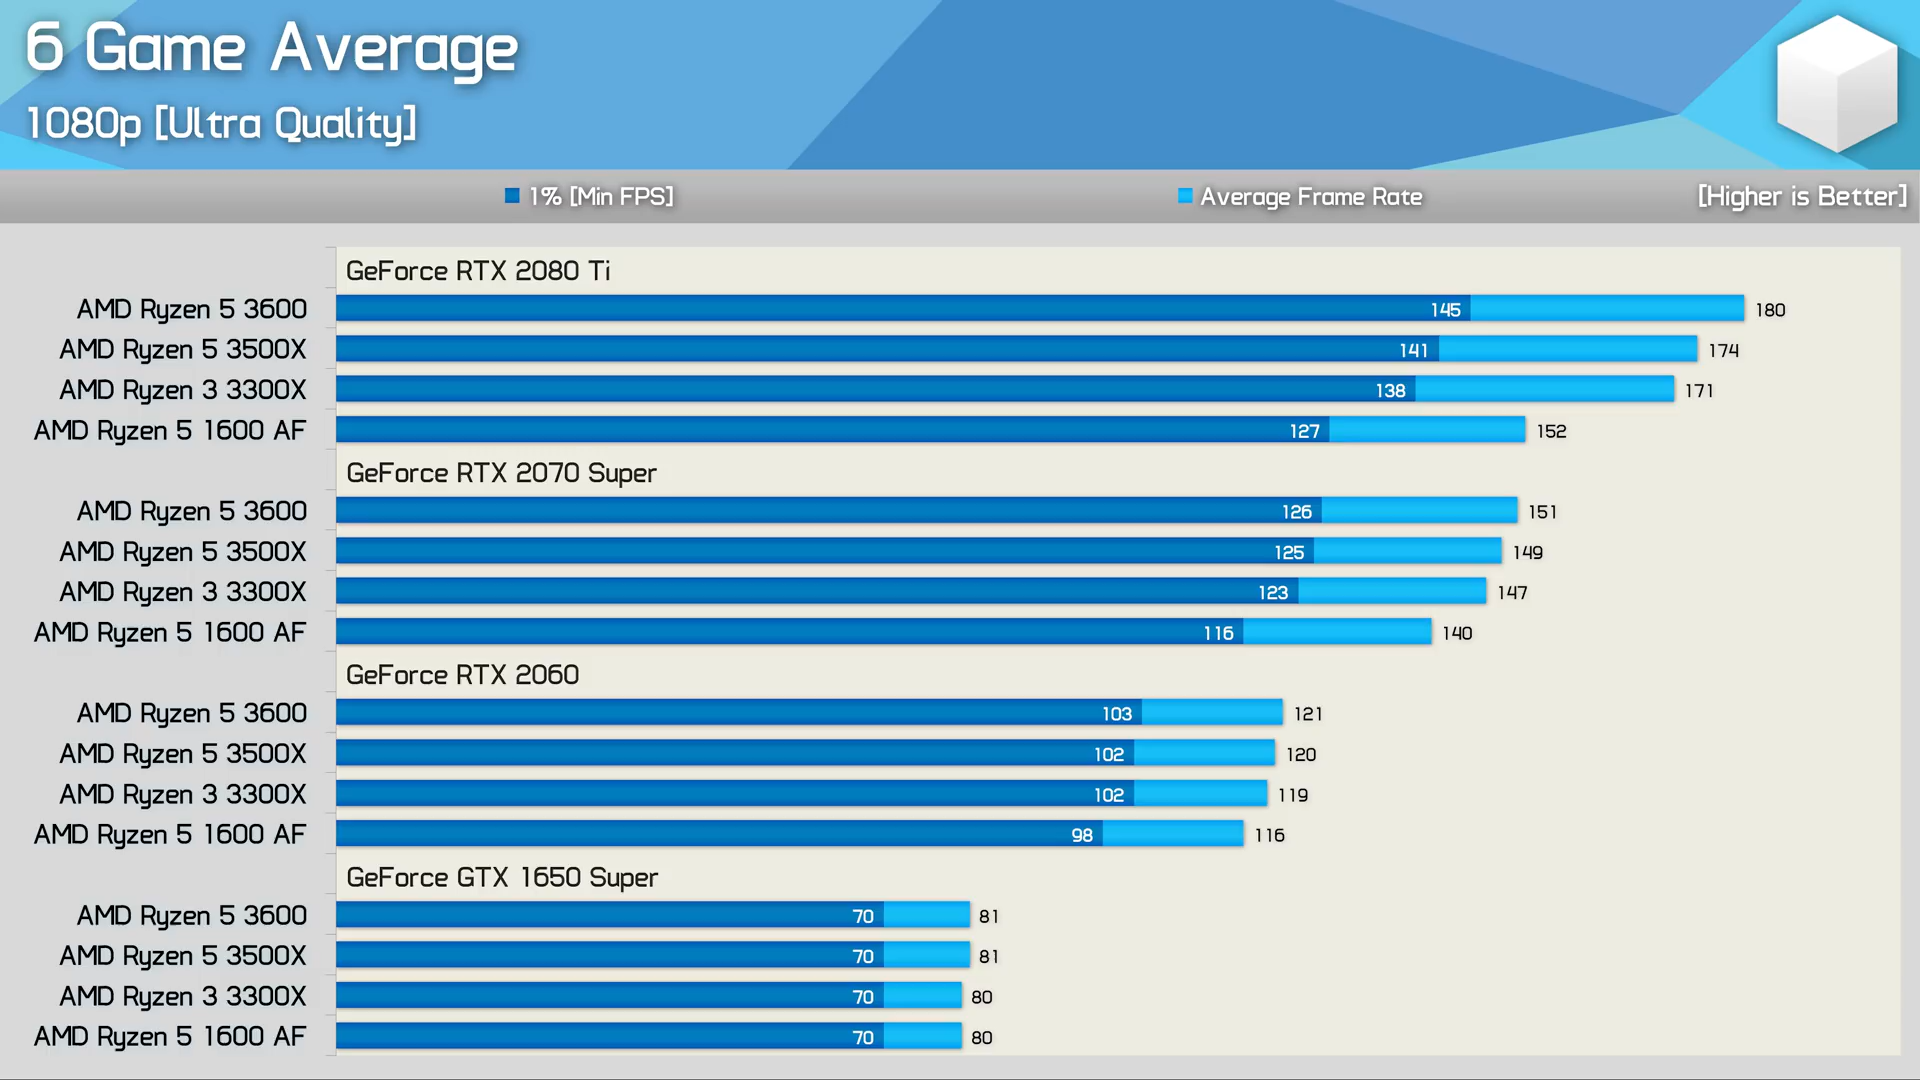 6 Game Average
1080p [Ultra Quality]
1% [Min FPS] Average Frame Rate [Higher is Better]
GeForce RTX 2080 Ti
AMD Ryzen 5 3600 145 180
AMD Ryzen 5 3500X 141 174
AMD Ryzen 3 3300X 138 171
AMD Ryzen 5 1600 AF 127 152
GeForce RTX 2070 Super
AMD Ryzen 5 3600 126 151
AMD Ryzen 5 3500X 125 149
AMD Ryzen 3 3300X 123 147
AMD Ryzen 5 1600 AF 116 140
GeForce RTX 2060
AMD Ryzen 5 3600 103 121
AMD Ryzen 5 3500X 102 120
AMD Ryzen 3 3300X 102 119
AMD Ryzen 5 1600 AF 98 116
GeForce GTX 1650 Super
AMD Ryzen 5 3600 70 81
AMD Ryzen 5 3500X 70 81
AMD Ryzen 3 3300X 70 80
AMD Ryzen 5 1600 AF 70 80